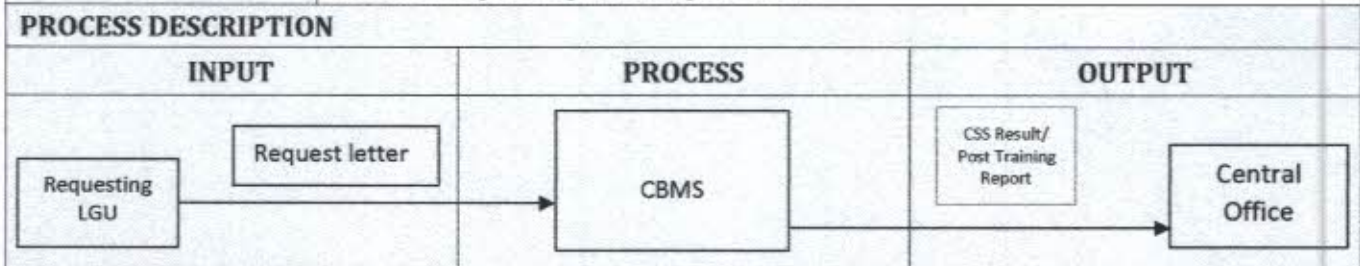 PROCESS DESCRIPTION
INPUT PROCESS OUTPUT
Request letter
Requesting
LGU
CBMS
CSS Result/
Post Training
Report
Central
Office